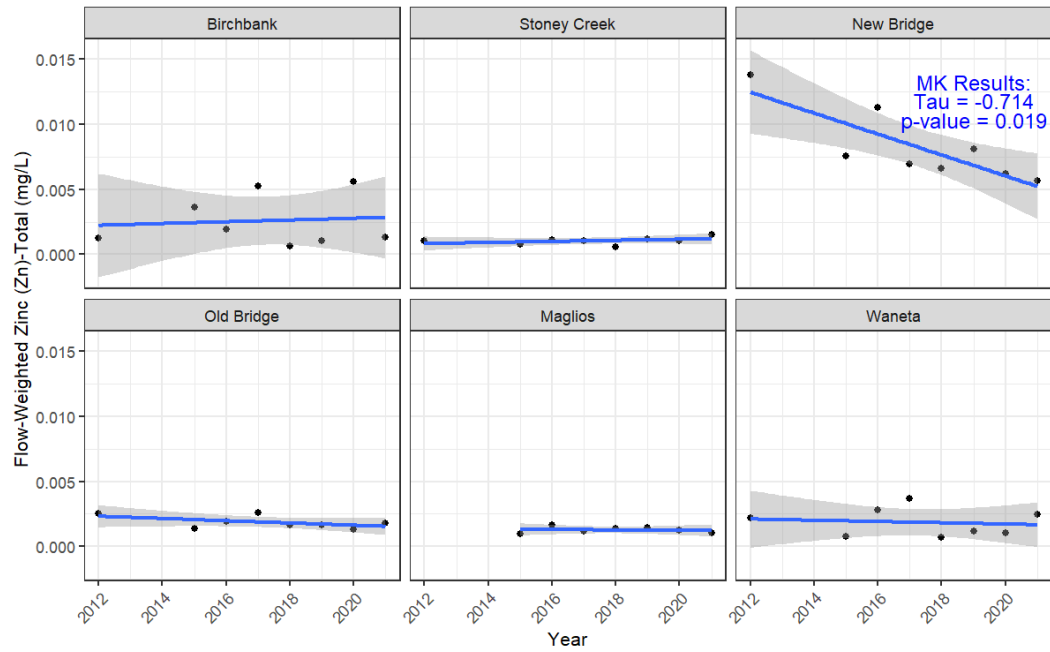 Birchbank
Stoney Creek
New Bridge
0.015
0.010
0.005
0.000
MK Results:
Tau = -0.714
p-value = 0.019
Old Bridge
Maglios
Waneta
0.015
0.010
0.005
0.000
2012
2014
2016
2018
2020
2012
2014
2016
2018
2020
2012
2014
2016
2018
2020
Year
Flow-Weighted Zinc (Zn)-Total (mg/L)